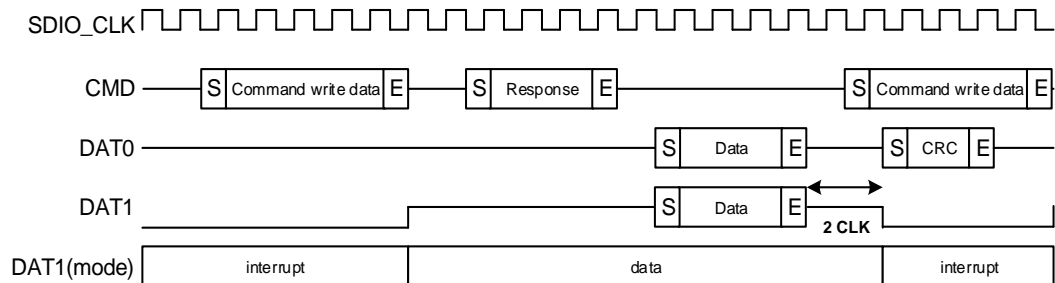 SDIO_CLK
CMD S Command write data E S Response E S Command write data E
DAT0 S Data E S CRC E
DAT1 S Data E 2 CLK
DAT1(mode) interrupt data interrupt